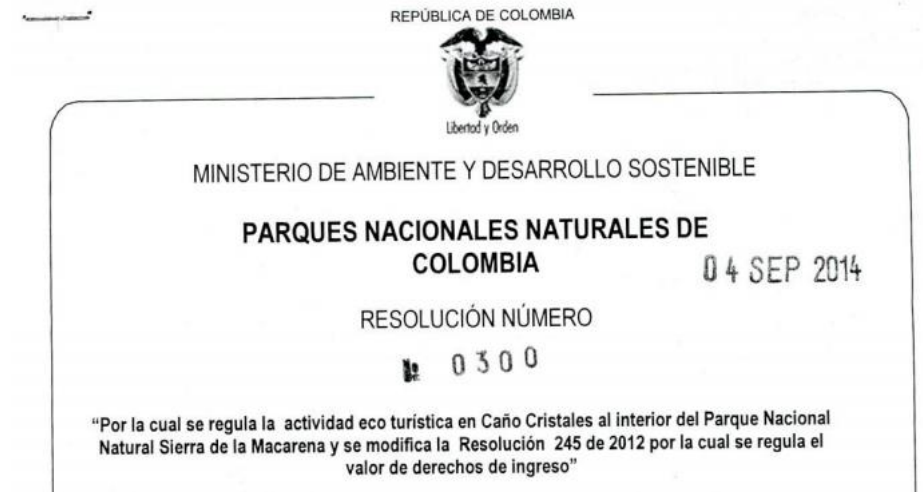 REPÚBLICA DE COLOMBIA
Libertad y Orden
MINISTERIO DE AMBIENTE Y DESARROLLO SOSTENIBLE
PARQUES NACIONALES NATURALES DE
COLOMBIA
04 SEP 2014
RESOLUCIÓN NÚMERO
№ 0300
“Por la cual se regula la actividad eco turística en Caño Cristales al interior del Parque Nacional
Natural Sierra de la Macarena y se modifica la Resolución 245 de 2012 por la cual se regula el
valor de derechos de ingreso”